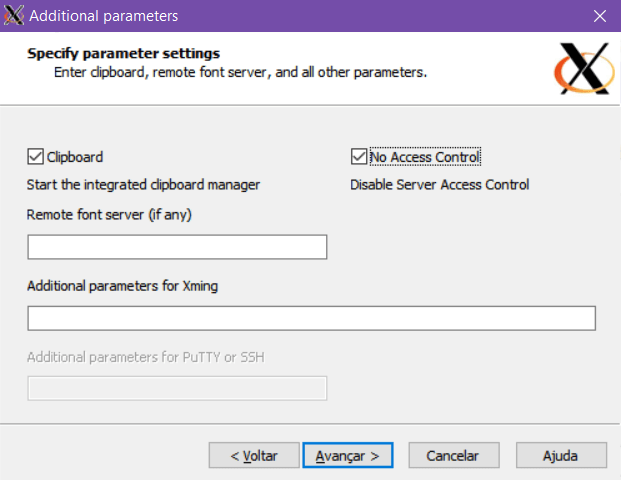 Additional parameters
Specify parameter settings
Enter clipboard, remote font server, and all other parameters.
Clipboard
No Access Control
Start the integrated clipboard manager
Disable Server Access Control
Remote font server (if any)
Additional parameters for Xming
Additional parameters for PuTTY or SSH
< Voltar
Avançar >
Cancelar
Ajuda